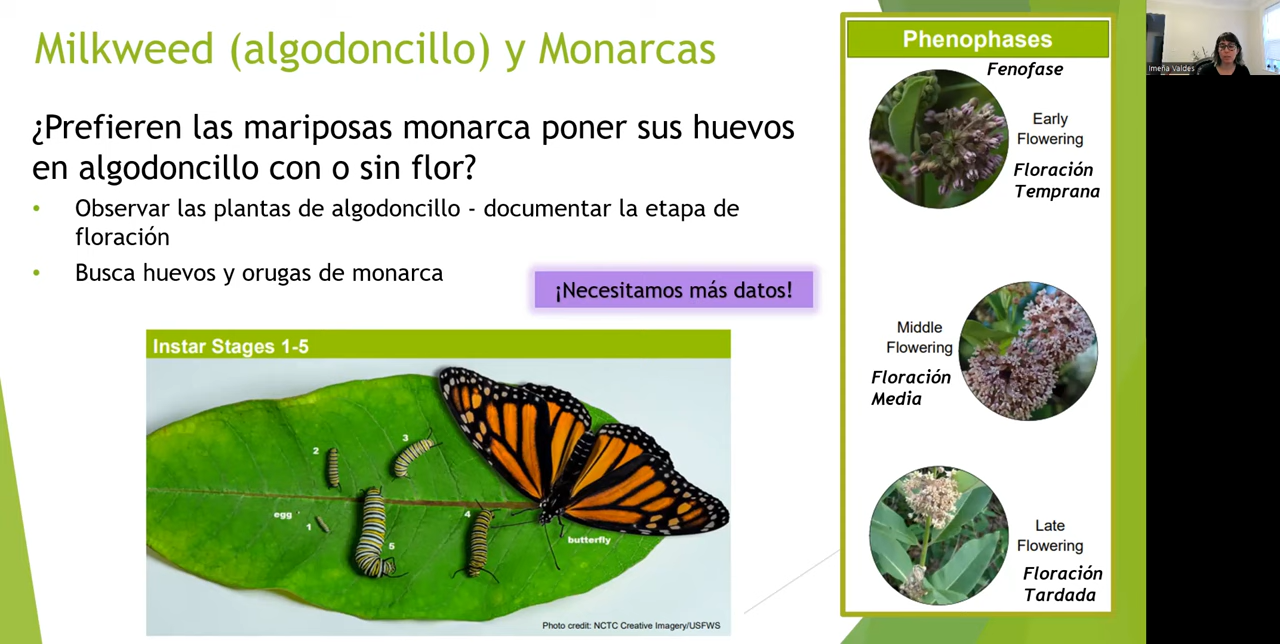 Milkweed (algodoncillo) y Monarcas
¿Prefieren las mariposas monarca poner sus huevos
en algodoncillo con o sin flor?
• Observar las plantas de algodoncillo - documentar la etapa de
floración
• Busca huevos y orugas de monarca
¡Necesitamos más datos!
Instar Stages 1-5
2
3
egg
1
4
5
butterfly
Photo credit: NCTC Creative Imagery/USFWS
Phenophases
Fenofase
Early
Flowering
Floración
Temprana
Middle
Flowering
Floración
Media
Late
Flowering
Floración
Tardada
Imeña Valdes